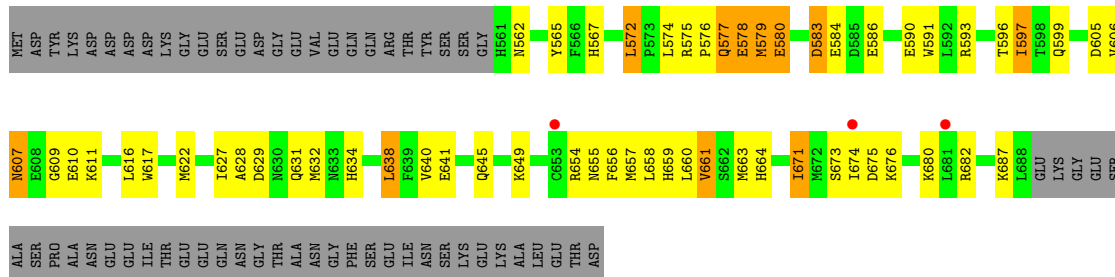 MET ASP TYR LYS ASP ASP ASP ASP LYS GLY GLU SER GLU ASP GLY GLU VAL GLU GLN GLN ARG THR TYR SER SER GLY H561 N562 Y565 F566 H567 L572 P573 L574 R575 P576 Q577 E578 M579 E580 D583 E584 D585 E586 E590 W591 L592 R593 T596 I597 T598 Q599 D605 V606
N607 E608 G609 E610 K611 L616 W617 M622 I627 A628 D629 N630 Q631 M632 N633 H634 L638 F639 V640 E641 Q645 K649 C653 R654 N655 F656 M657 L658 H659 L660 V661 S662 M663 H664 I671 M672 S673 I674 D675 K676 K680 L681 R682 K687 L688 GLU LYS GLY GLU SER
ALA SER PRO ALA ASN GLU GLU ILE THR GLU GLU GLN ASN GLY THR ALA ASN GLY PHE SER GLU ILE ASN SER LYS GLU LYS ALA LEU GLU THR ASP